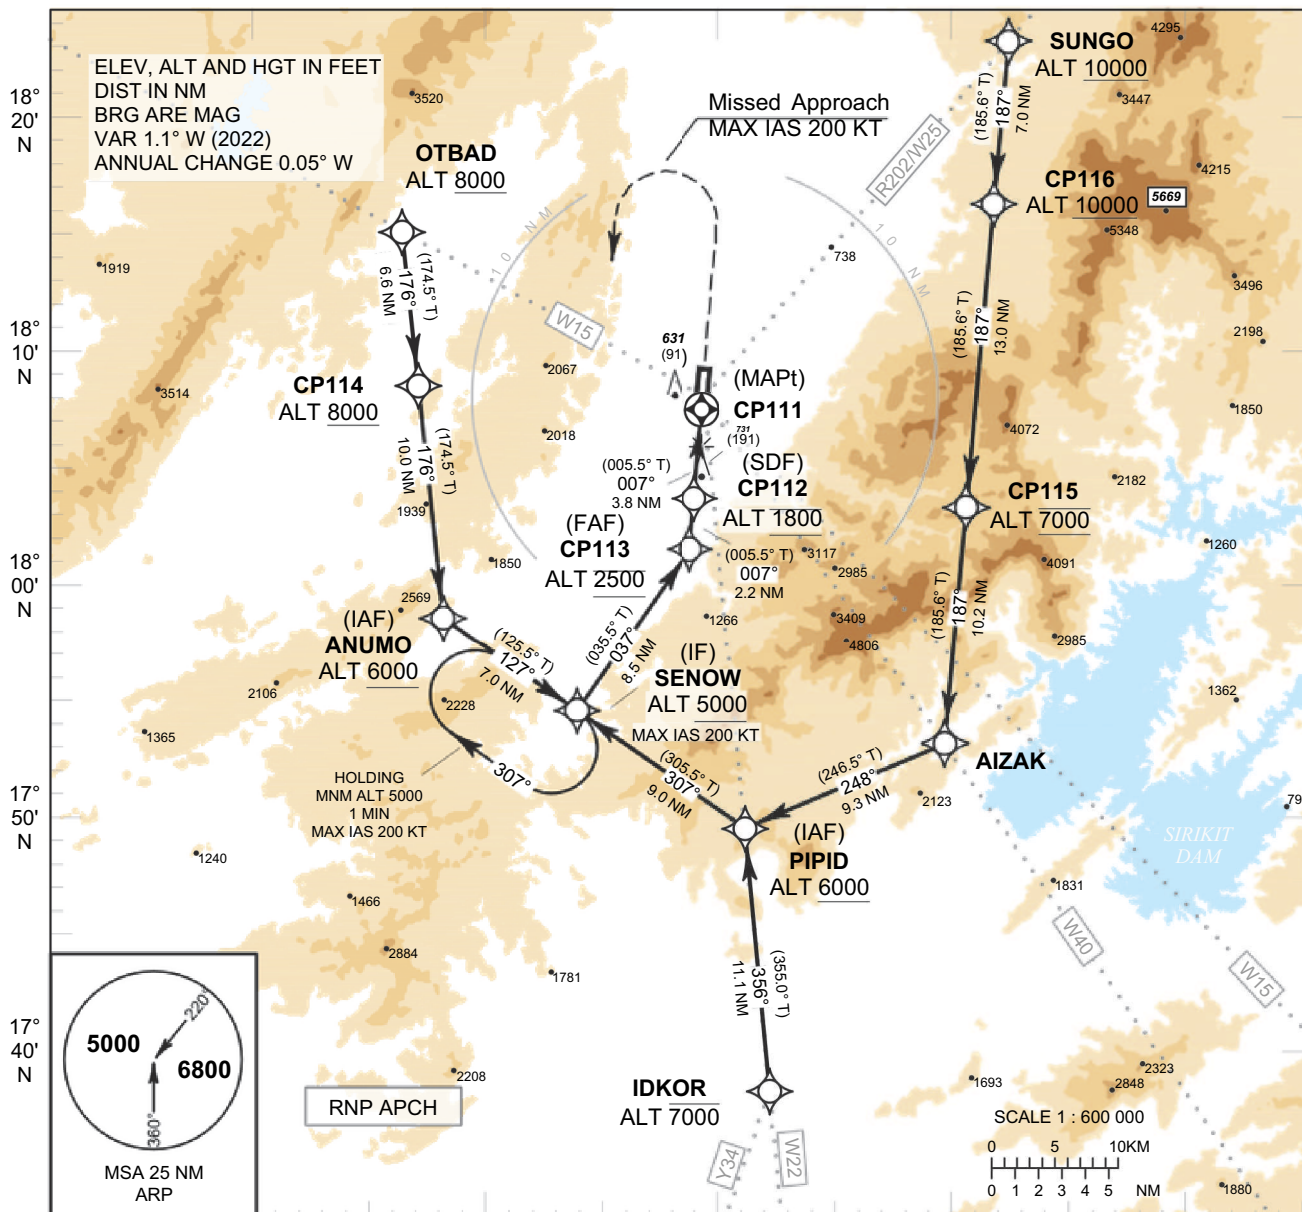 ELEV, ALT AND HGT IN FEET
DIST IN NM
BRG ARE MAG
VAR 1.1° W (2022)
ANNUAL CHANGE 0.05° W
18°
20'
N
18°
10'
N
18°
00'
N
17°
50'
N
17°
40'
N
3520
4295
SUNGO
ALT 10000
3447
(185.6° T)
187°
7.0 NM
Missed Approach
MAX IAS 200 KT
R202/W25
OTBAD
ALT 8000
CP116
ALT 10000
4215
5669
5348
1919
10 NM
10 NM
738
3496
2198
(174.5° T)
176°
6.6 NM
W15
631
(91)
(185.6° T)
187°
13.0 NM
2067
3514
CP114
ALT 8000
(MAPt)
CP111
1850
4072
2018
731
(191)
(174.5° T)
176°
10.0 NM
(005.5° T)
007°
3.8 NM
(SDF)
CP112
ALT 1800
2182
CP115
ALT 7000
1939
(FAF)
CP113
ALT 2500
1260
1850
(005.5° T)
007°
2.2 NM
3117
2985
4091
2569
(IAF)
ANUMO
ALT 6000
1266
3409
4806
2985
(185.6° T)
187°
10.2 NM
(125.5° T)
127°
7.0 NM
(035.5° T)
037°
8.5 NM
(IF)
SENOW
ALT 5000
MAX IAS 200 KT
2106
2228
1362
1365
AIZAK
HOLDING
MNM ALT 5000
1 MIN
MAX IAS 200 KT
307°
(305.5° T)
307°
9.0 NM
(246.5° T)
248°
9.3 NM
2123
79
(IAF)
PIPID
ALT 6000
SIRIKIT
DAM
1240
1831
1466
W40
2884
1781
(355.0° T)
356°
11.1 NM
W15
220°
5000
6800
360°
MSA 25 NM
ARP
2208
RNP APCH
IDKOR
ALT 7000
1693
2323
2848
SCALE 1 : 600 000
0 5 10KM
0 1 2 3 4 5 NM
Y34
W22
1880